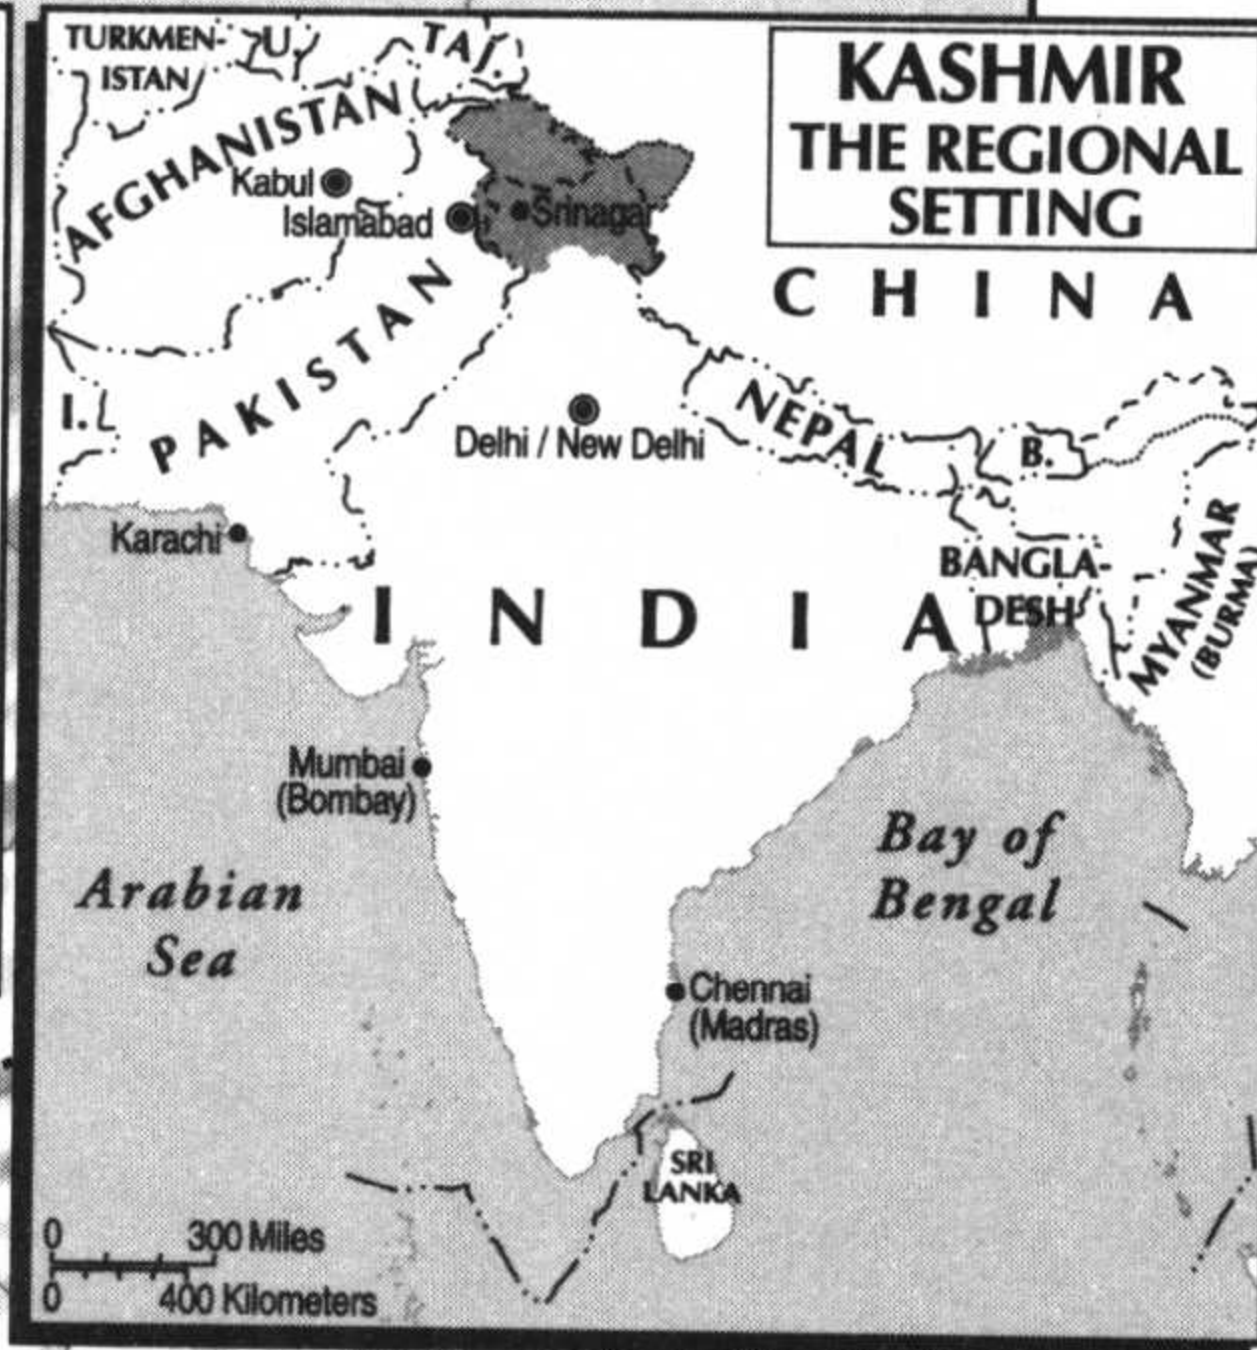 TURKMEN-
ISTAN
U.
TAJ.
KASHMIR
THE REGIONAL
SETTING
AFGHANISTAN
Kabul
Islamabad
Srinagar
CHINA
PAKISTAN
I.
Delhi / New Delhi
NEPAL
B.
Karachi
INDIA
BANGLA-
DESH
MYANMAR
(BURMA)
Mumbai
(Bombay)
Arabian
Sea
Bay of
Bengal
Chennai
(Madras)
SRI
LANKA
0 300 Miles
0 400 Kilometers